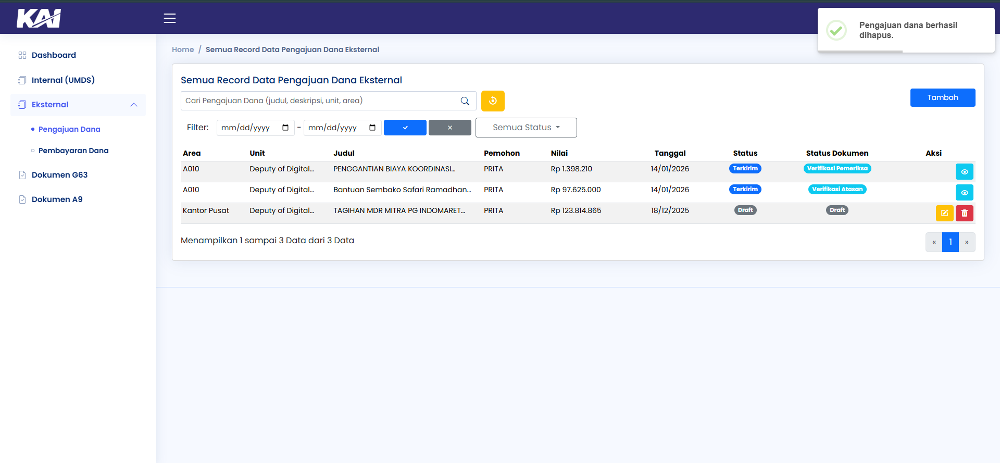 KAI
Pengajuan dana berhasil
dihapus.
Dashboard
Internal (UMDS)
Eksternal
Pengajuan Dana
Pembayaran Dana
Dokumen G63
Dokumen A9
Home / Semua Record Data Pengajuan Dana Eksternal
Semua Record Data Pengajuan Dana Eksternal
Cari Pengajuan Dana (judul, deskripsi, unit, area)
Tambah
Filter: mm/dd/yyyy - mm/dd/yyyy Semua Status
Area Unit Judul Pemohon Nilai Tanggal Status Status Dokumen Aksi
A010 Deputy of Digital... PENGGANTIAN BIAYA KOORDINASI... PRITA Rp 1.398.210 14/01/2026 Terkirim Verifikasi Pemeriksa
A010 Deputy of Digital... Bantuan Sembako Safari Ramadhan... PRITA Rp 97.625.000 14/01/2026 Terkirim Verifikasi Atasan
Kantor Pusat Deputy of Digital... TAGIHAN MDR MITRA PG INDOMARET... PRITA Rp 123.814.865 18/12/2025 Draft Draft
Menampilkan 1 sampai 3 Data dari 3 Data
« 1 »